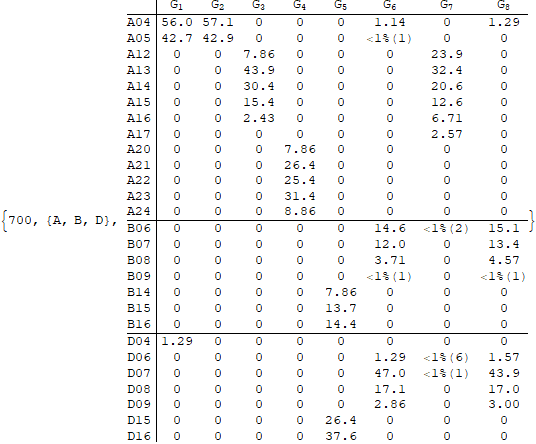 G1 G2 G3 G4 G5 G6 G7 G8
A04 56.0 57.1 0 0 0 1.14 0 1.29
A05 42.7 42.9 0 0 0 <1%(1) 0 0
A12 0 0 7.86 0 0 0 23.9 0
A13 0 0 43.9 0 0 0 32.4 0
A14 0 0 30.4 0 0 0 20.6 0
A15 0 0 15.4 0 0 0 12.6 0
A16 0 0 2.43 0 0 0 6.71 0
A17 0 0 0 0 0 0 2.57 0
A20 0 0 0 7.86 0 0 0 0
A21 0 0 0 26.4 0 0 0 0
A22 0 0 0 25.4 0 0 0 0
A23 0 0 0 31.4 0 0 0 0
A24 0 0 0 8.86 0 0 0 0
{700, {A, B, D}, B06 0 0 0 0 0 14.6 <1%(2) 15.1 }
B07 0 0 0 0 0 12.0 0 13.4
B08 0 0 0 0 0 3.71 0 4.57
B09 0 0 0 0 0 <1%(1) 0 <1%(1)
B14 0 0 0 0 7.86 0 0 0
B15 0 0 0 0 13.7 0 0 0
B16 0 0 0 0 14.4 0 0 0
D04 1.29 0 0 0 0 0 0 0
D06 0 0 0 0 0 1.29 <1%(6) 1.57
D07 0 0 0 0 0 47.0 <1%(1) 43.9
D08 0 0 0 0 0 17.1 0 17.0
D09 0 0 0 0 0 2.86 0 3.00
D15 0 0 0 0 26.4 0 0 0
D16 0 0 0 0 37.6 0 0 0